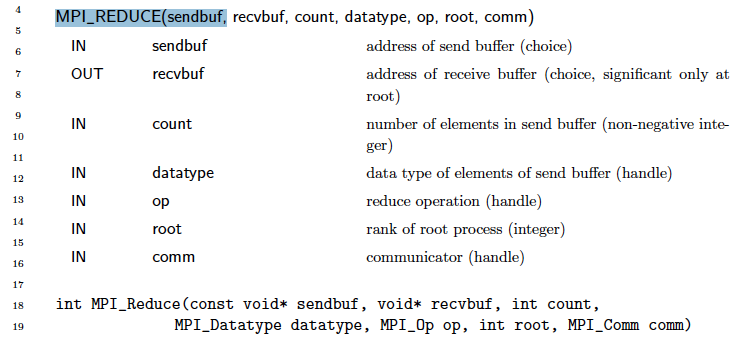 4 MPI_REDUCE(sendbuf, recvbuf, count, datatype, op, root, comm)
5
6 IN sendbuf address of send buffer (choice)
7 OUT recvbuf address of receive buffer (choice, significant only at
8 root)
9 IN count number of elements in send buffer (non-negative inte-
10 ger)
11
12 IN datatype data type of elements of send buffer (handle)
13 IN op reduce operation (handle)
14 IN root rank of root process (integer)
15
16 IN comm communicator (handle)
17
18 int MPI_Reduce(const void* sendbuf, void* recvbuf, int count,
19 MPI_Datatype datatype, MPI_Op op, int root, MPI_Comm comm)